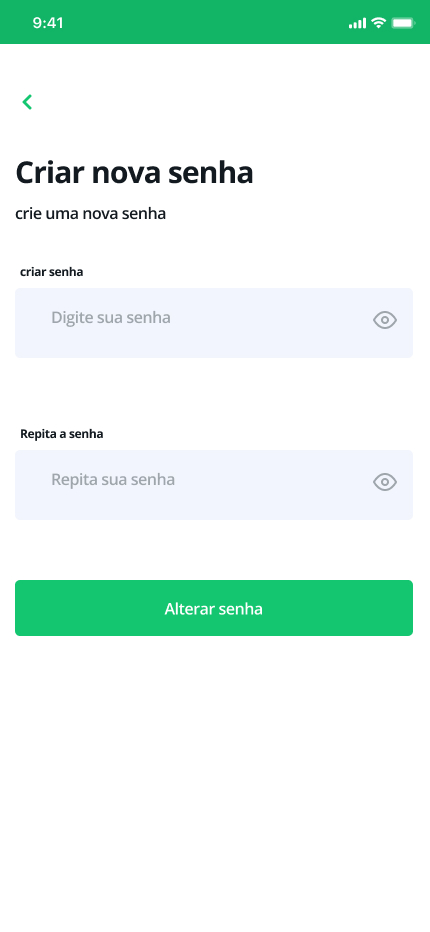 9:41
Criar nova senha
crie uma nova senha
criar senha
Digite sua senha
Repita a senha
Repita sua senha
Alterar senha